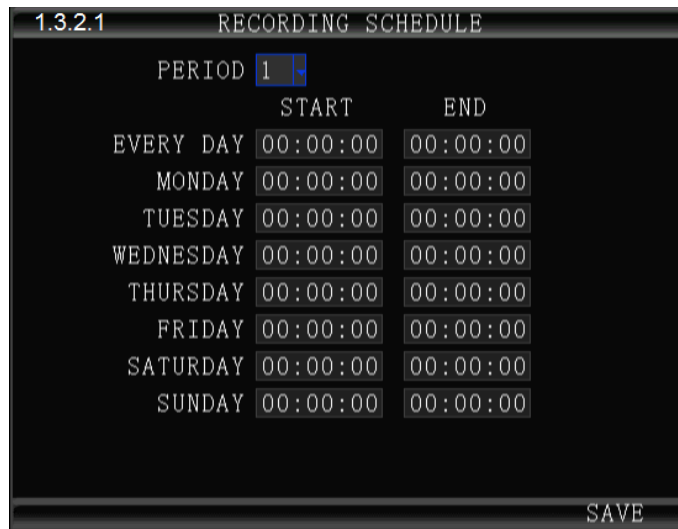 1.3.2.1 RECORDING SCHEDULE
PERIOD 1
START END
EVERY DAY 00:00:00 00:00:00
MONDAY 00:00:00 00:00:00
TUESDAY 00:00:00 00:00:00
WEDNESDAY 00:00:00 00:00:00
THURSDAY 00:00:00 00:00:00
FRIDAY 00:00:00 00:00:00
SATURDAY 00:00:00 00:00:00
SUNDAY 00:00:00 00:00:00
SAVE